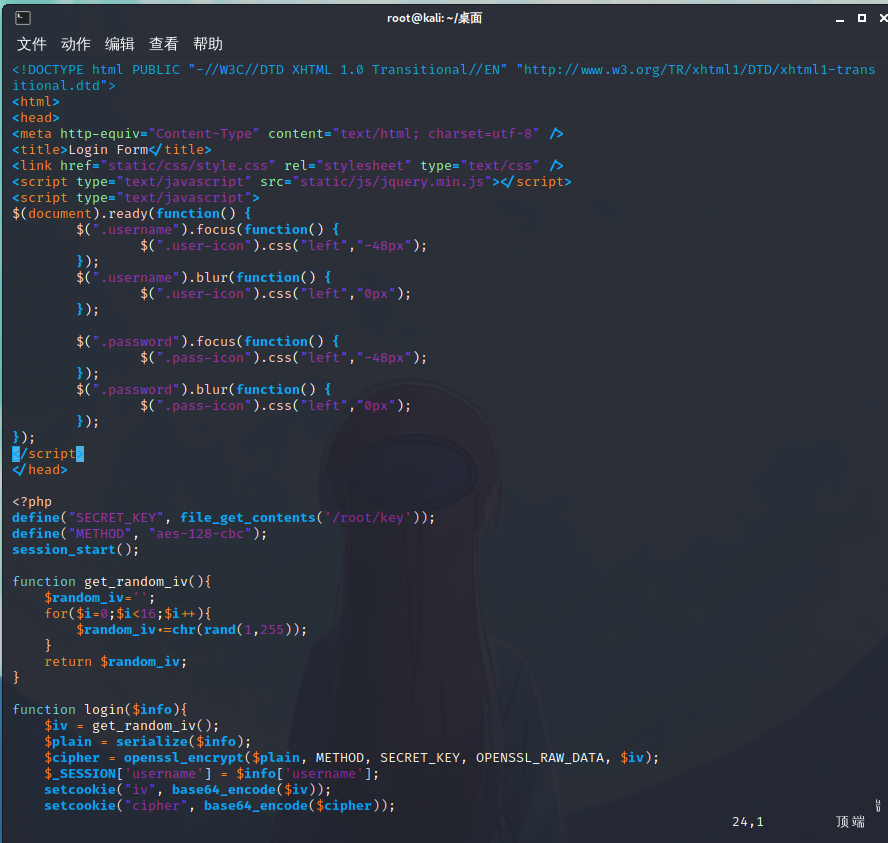 root@kali: ~/桌面
文件 动作 编辑 查看 帮助
<!DOCTYPE html PUBLIC "-//W3C//DTD XHTML 1.0 Transitional//EN" "http://www.w3.org/TR/xhtml1/DTD/xhtml1-trans
itional.dtd">
<html>
<head>
<meta http-equiv="Content-Type" content="text/html; charset=utf-8" />
<title>Login Form</title>
<link href="static/css/style.css" rel="stylesheet" type="text/css" />
<script type="text/javascript" src="static/js/jquery.min.js"></script>
<script type="text/javascript">
$(document).ready(function() {
        $(".username").focus(function() {
                $(".user-icon").css("left","-48px");
        });
        $(".username").blur(function() {
                $(".user-icon").css("left","0px");
        });

        $(".password").focus(function() {
                $(".pass-icon").css("left","-48px");
        });
        $(".password").blur(function() {
                $(".pass-icon").css("left","0px");
        });
});
</script>
</head>

<?php
define("SECRET_KEY", file_get_contents('/root/key'));
define("METHOD", "aes-128-cbc");
session_start();

function get_random_iv(){
    $random_iv='';
    for($i=0;$i<16;$i++){
        $random_iv.=chr(rand(1,255));
    }
    return $random_iv;
}

function login($info){
    $iv = get_random_iv();
    $plain = serialize($info);
    $cipher = openssl_encrypt($plain, METHOD, SECRET_KEY, OPENSSL_RAW_DATA, $iv);
    $_SESSION['username'] = $info['username'];
    setcookie("iv", base64_encode($iv));
    setcookie("cipher", base64_encode($cipher));
24,1 顶端